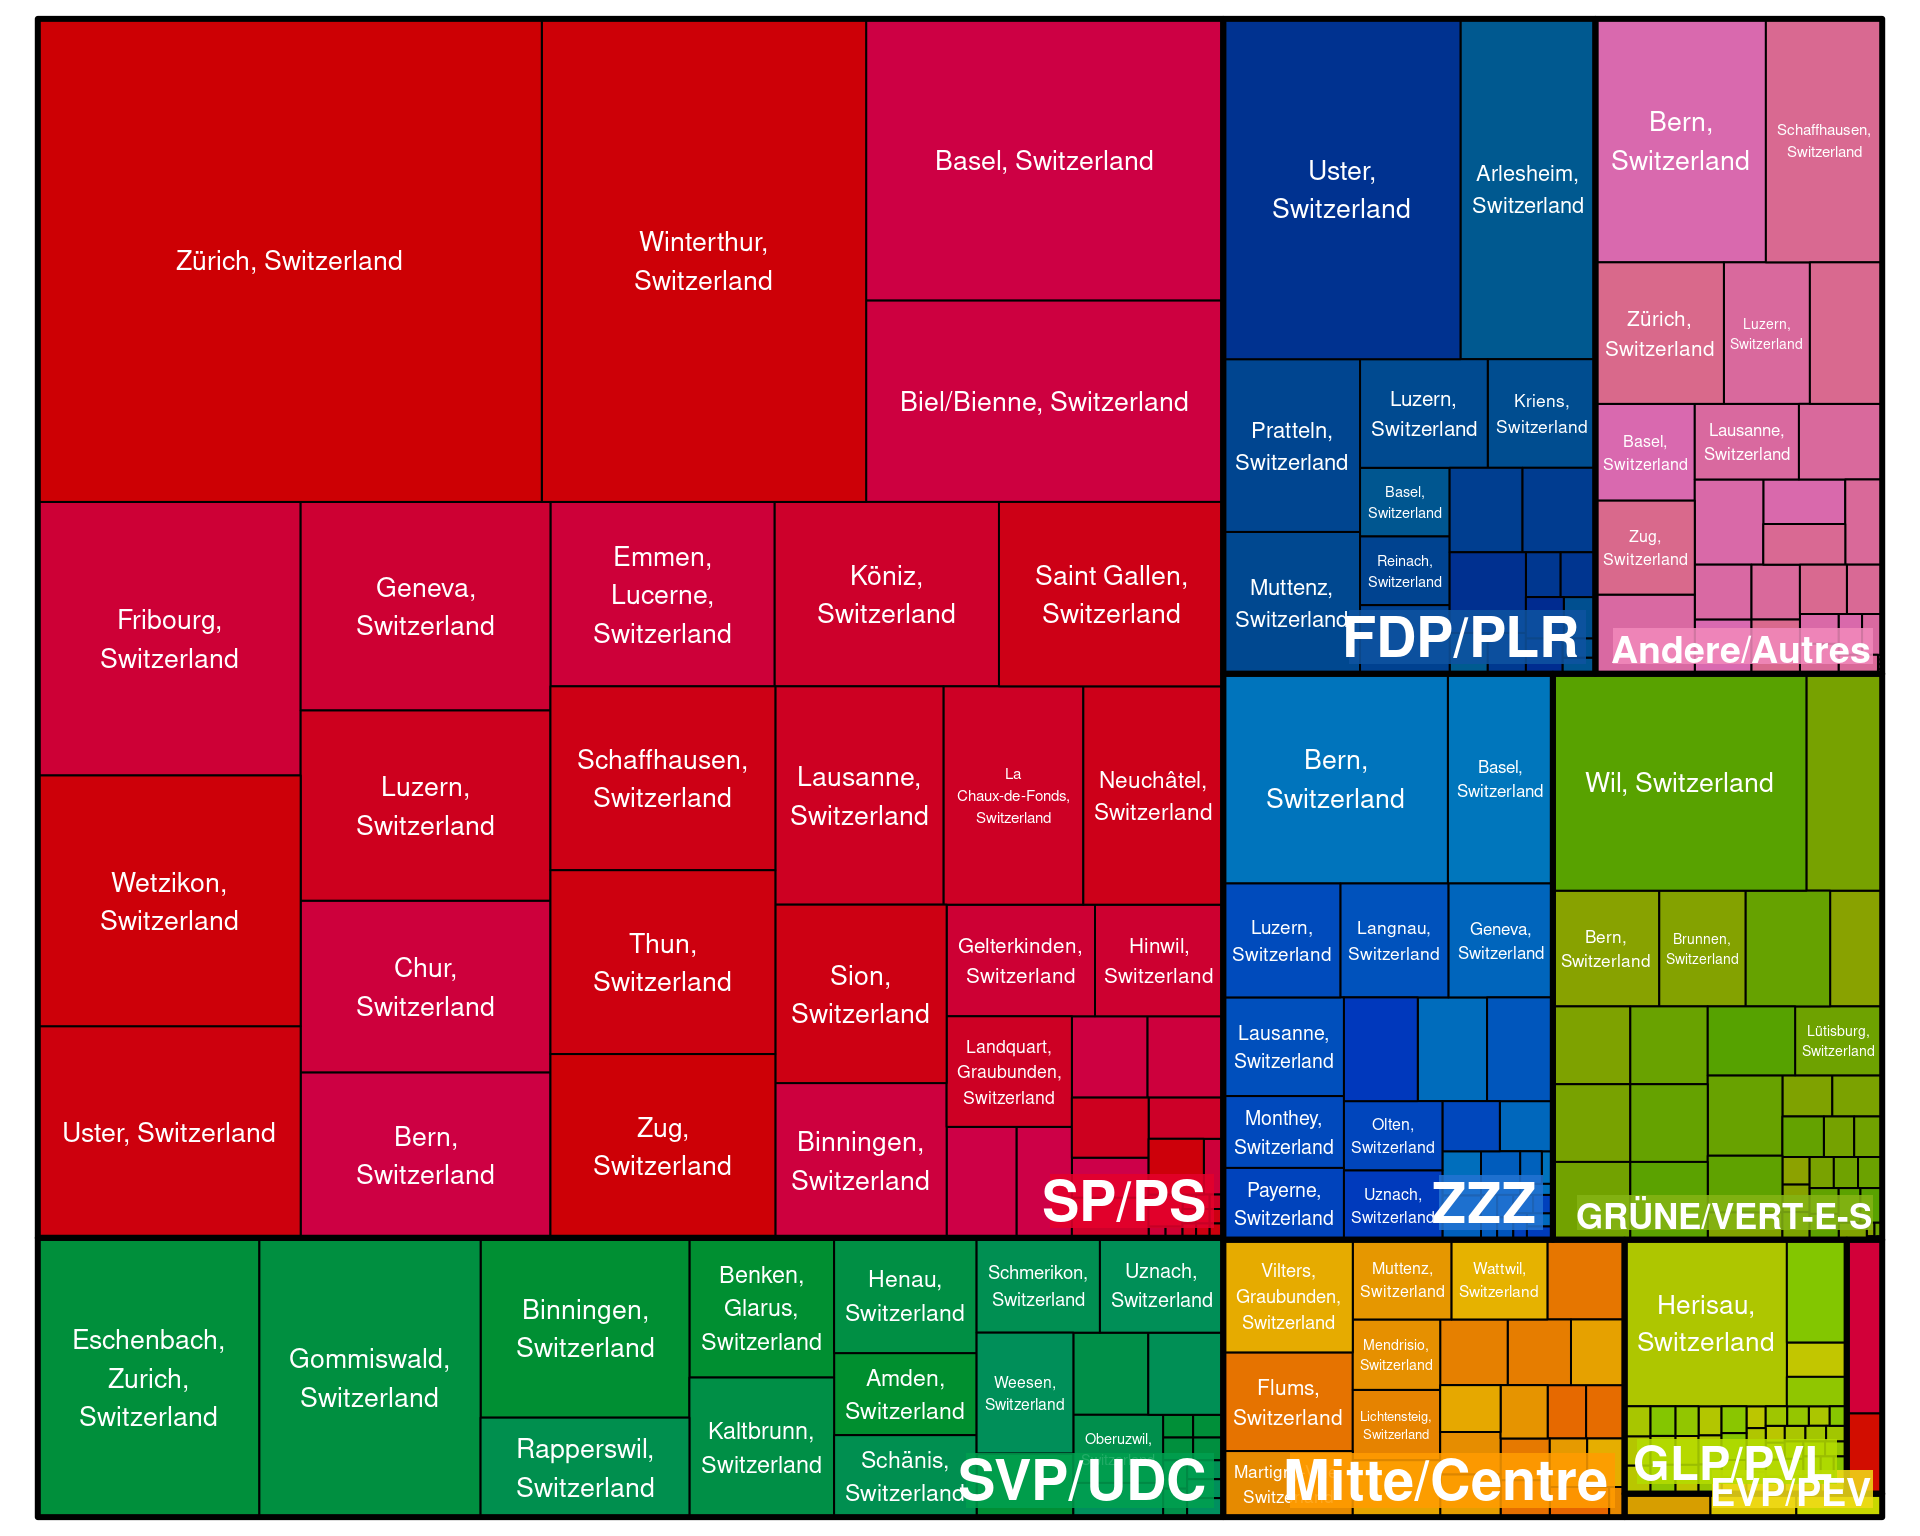 Zürich, Switzerland
Winterthur,
Switzerland
Basel, Switzerland
Biel/Bienne, Switzerland
Fribourg,
Switzerland
Geneva,
Switzerland
Emmen,
Lucerne,
Switzerland
Köniz,
Switzerland
Saint Gallen,
Switzerland
Wetzikon,
Switzerland
Luzern,
Switzerland
Schaffhausen,
Switzerland
Lausanne,
Switzerland
La
Chaux-de-Fonds,
Switzerland
Neuchâtel,
Switzerland
Chur,
Switzerland
Thun,
Switzerland
Sion,
Switzerland
Gelterkinden,
Switzerland
Hinwil,
Switzerland
Landquart,
Graubunden,
Switzerland
Uster, Switzerland
Bern,
Switzerland
Zug,
Switzerland
Binningen,
Switzerland
SP/PS
Uster,
Switzerland
Arlesheim,
Switzerland
Pratteln,
Switzerland
Luzern,
Switzerland
Kriens,
Switzerland
Basel,
Switzerland
Reinach,
Switzerland
Muttenz,
Switzerland
FDP/PLR
Bern,
Switzerland
Schaffhausen,
Switzerland
Zürich,
Switzerland
Luzern,
Switzerland
Basel,
Switzerland
Lausanne,
Switzerland
Zug,
Switzerland
Andere/Autres
Bern,
Switzerland
Basel,
Switzerland
Luzern,
Switzerland
Langnau,
Switzerland
Geneva,
Switzerland
Lausanne,
Switzerland
Monthey,
Switzerland
Olten,
Switzerland
Payerne,
Switzerland
Uznach,
Switzerland
ZZZ
Wil, Switzerland
Bern,
Switzerland
Brunnen,
Switzerland
Lütisburg,
Switzerland
GRÜNE/VERT-E-S
Eschenbach,
Zurich,
Switzerland
Gommiswald,
Switzerland
Binningen,
Switzerland
Rapperswil,
Switzerland
Benken,
Glarus,
Switzerland
Kaltbrunn,
Switzerland
Henau,
Switzerland
Amden,
Switzerland
Schänis,
Switzerland
Schmerikon,
Switzerland
Uznach,
Switzerland
Weesen,
Switzerland
Oberuzwil,
SVP/UDC
Vilters,
Graubunden,
Switzerland
Muttenz,
Switzerland
Wattwil,
Switzerland
Mendrisio,
Switzerland
Flums,
Switzerland
Lichtensteig,
Switzerland
Mitte/Centre
Herisau,
Switzerland
GLP/PVL
EVP/PEV